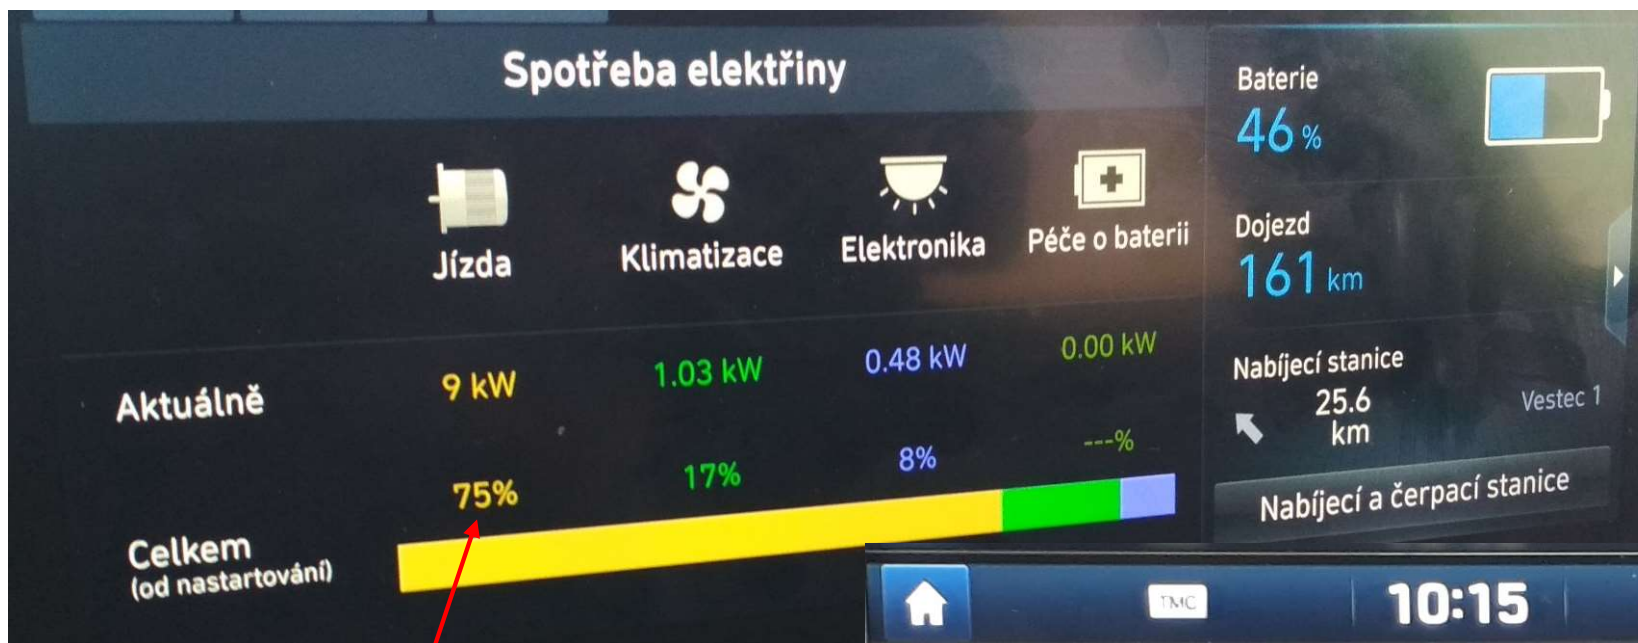 Spotřeba elektřiny
Jízda
Klimatizace
Elektronika
Péče o baterii
Aktuálně
9 kW
1.03 kW
0.48 kW
0.00 kW
75%
17%
8%
---%
Celkem
(od nastartování)
Baterie
46 %
Dojezd
161 km
Nabíjecí stanice
25.6
km
Vestec 1
Nabíjecí a čerpací stanice
TMC
10:15